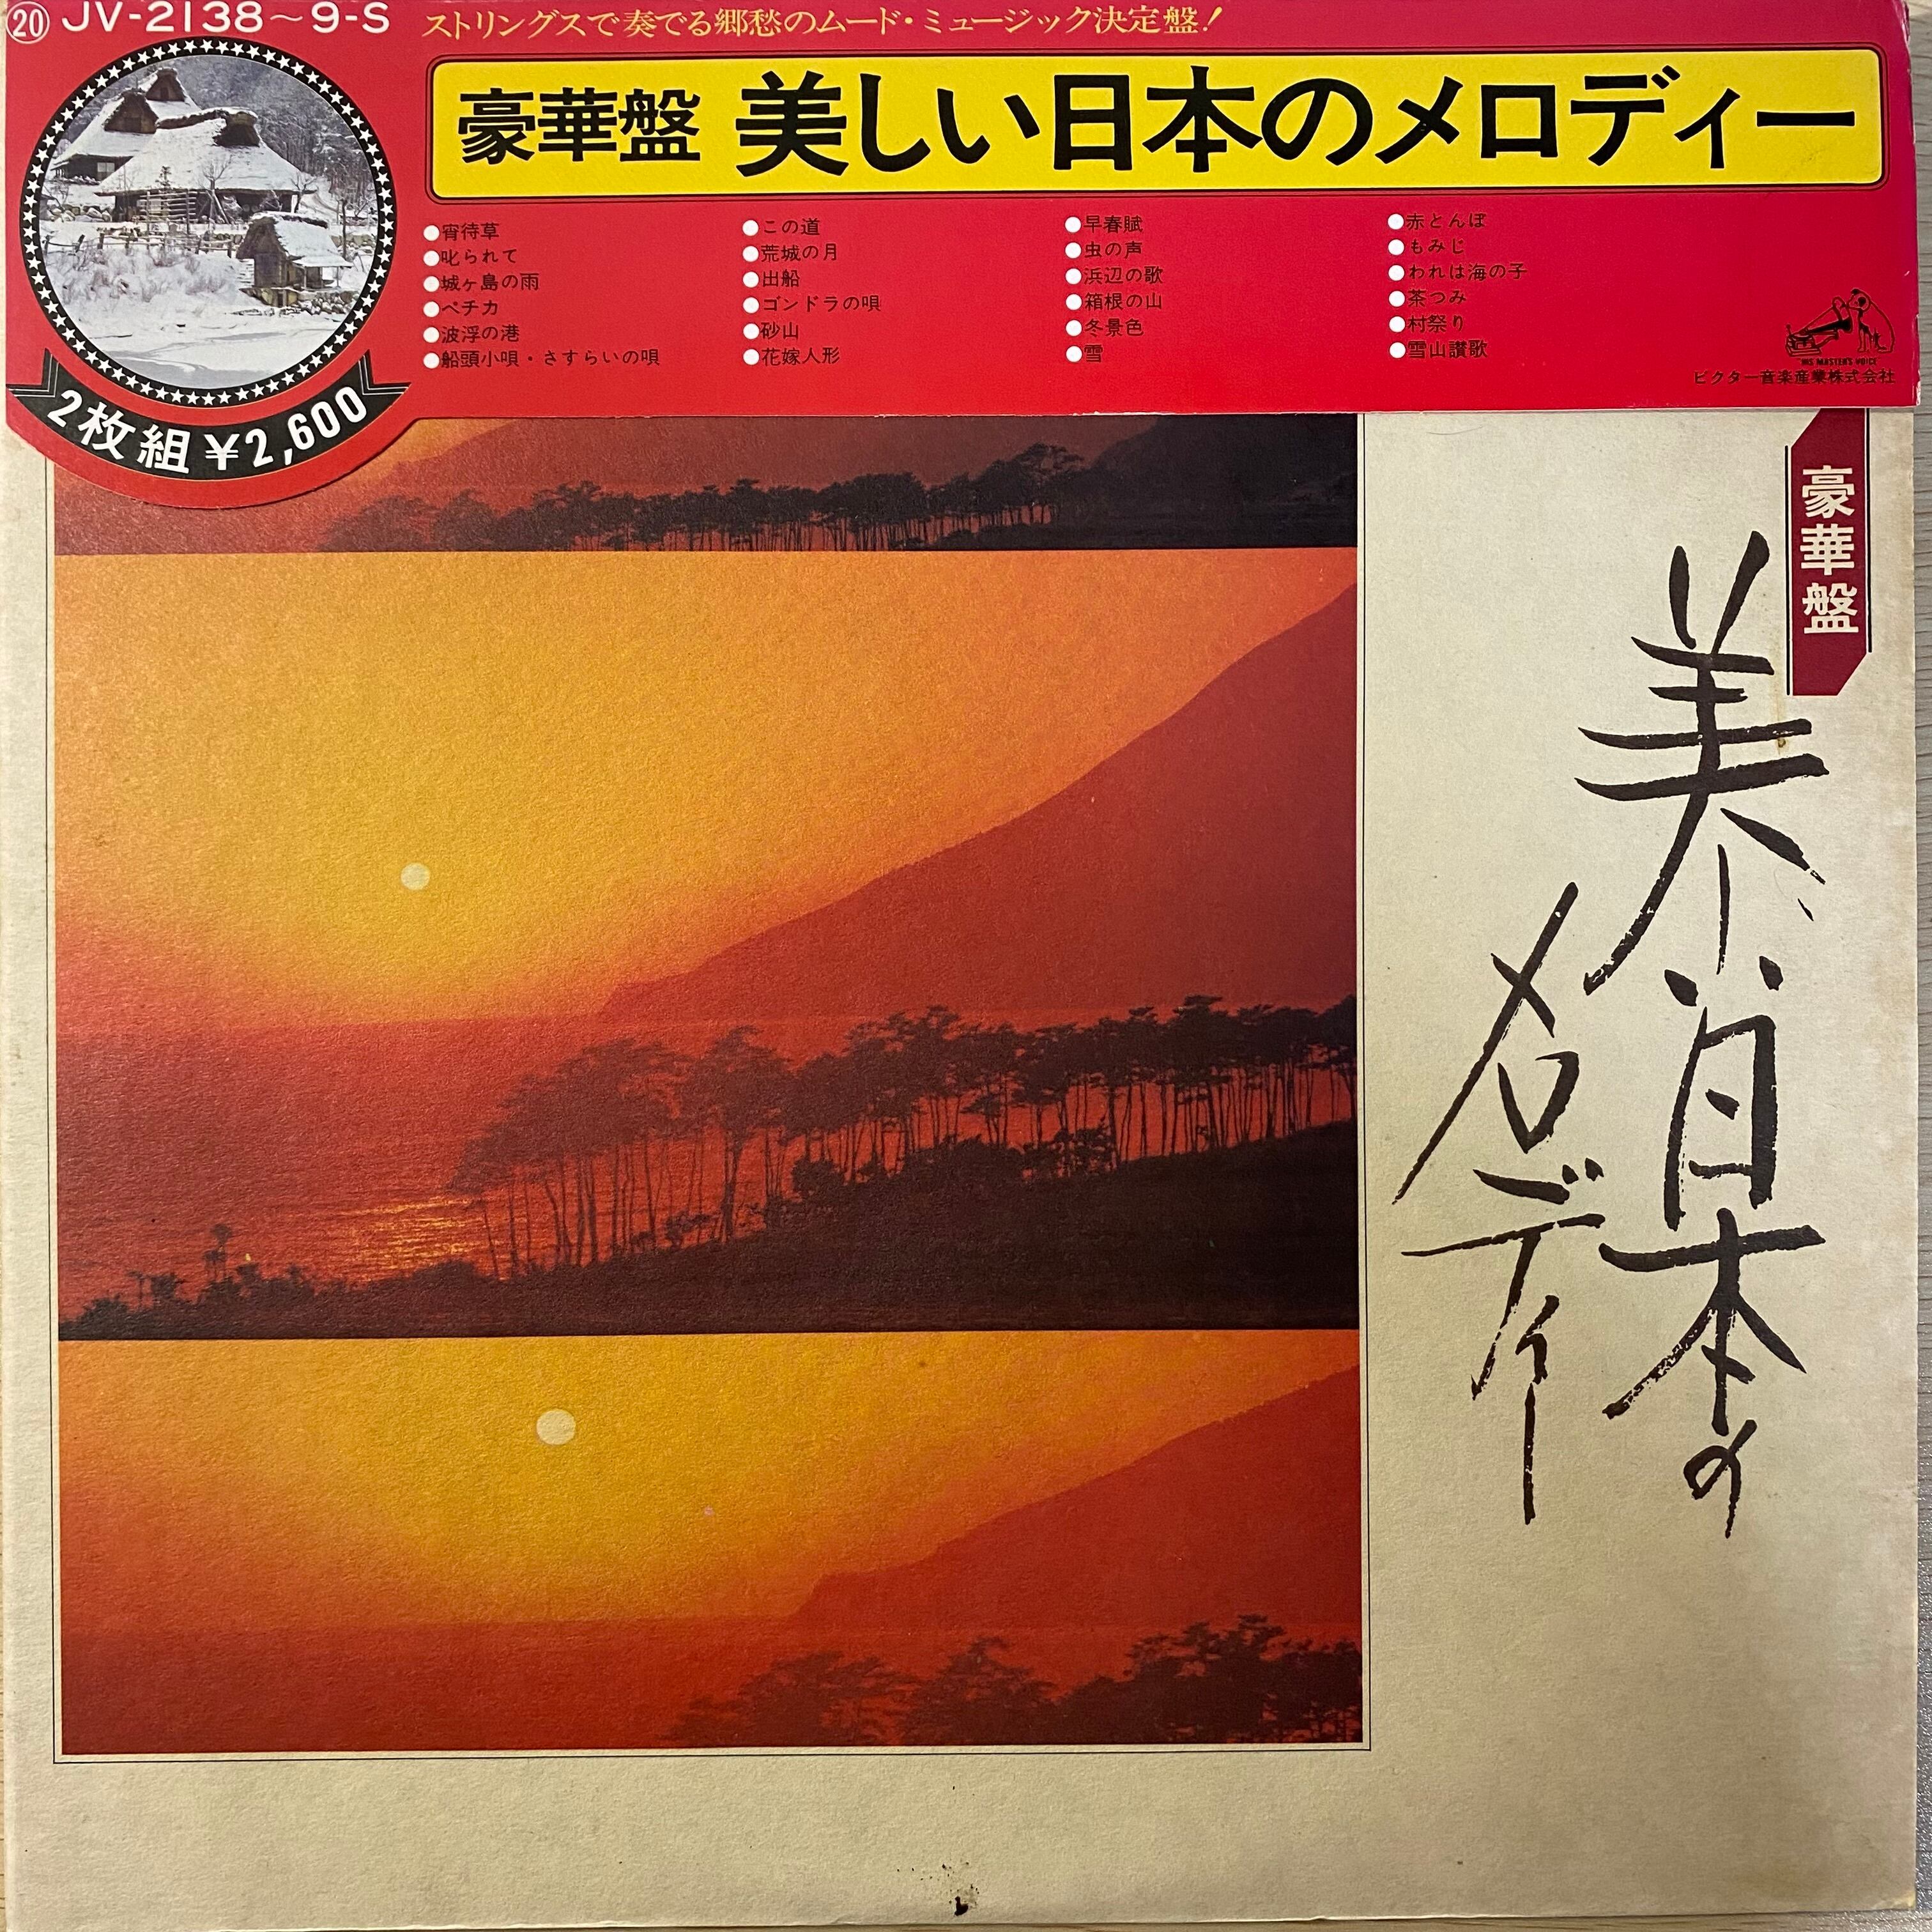 ⑳ JV-2138～9-S
ストリングスで奏でる郷愁のムード・ミュージック決定盤！
豪華盤 美しい日本のメロディー
●宵待草
●叱られて
●城ヶ島の雨
●ペチカ
●波浮の港
●船頭小唄・さすらいの唄
●この道
●荒城の月
●出船
●ゴンドラの唄
●砂山
●花嫁人形
●早春賦
●虫の声
●浜辺の歌
●箱根の山
●冬景色
●雪
●赤とんぼ
●もみじ
●われは海の子
●茶つみ
●村祭り
●雪山讃歌
HIS MASTER'S VOICE
ビクター音楽産業株式会社
2枚組￥2,600
豪華盤
美しい日本の
メロディー